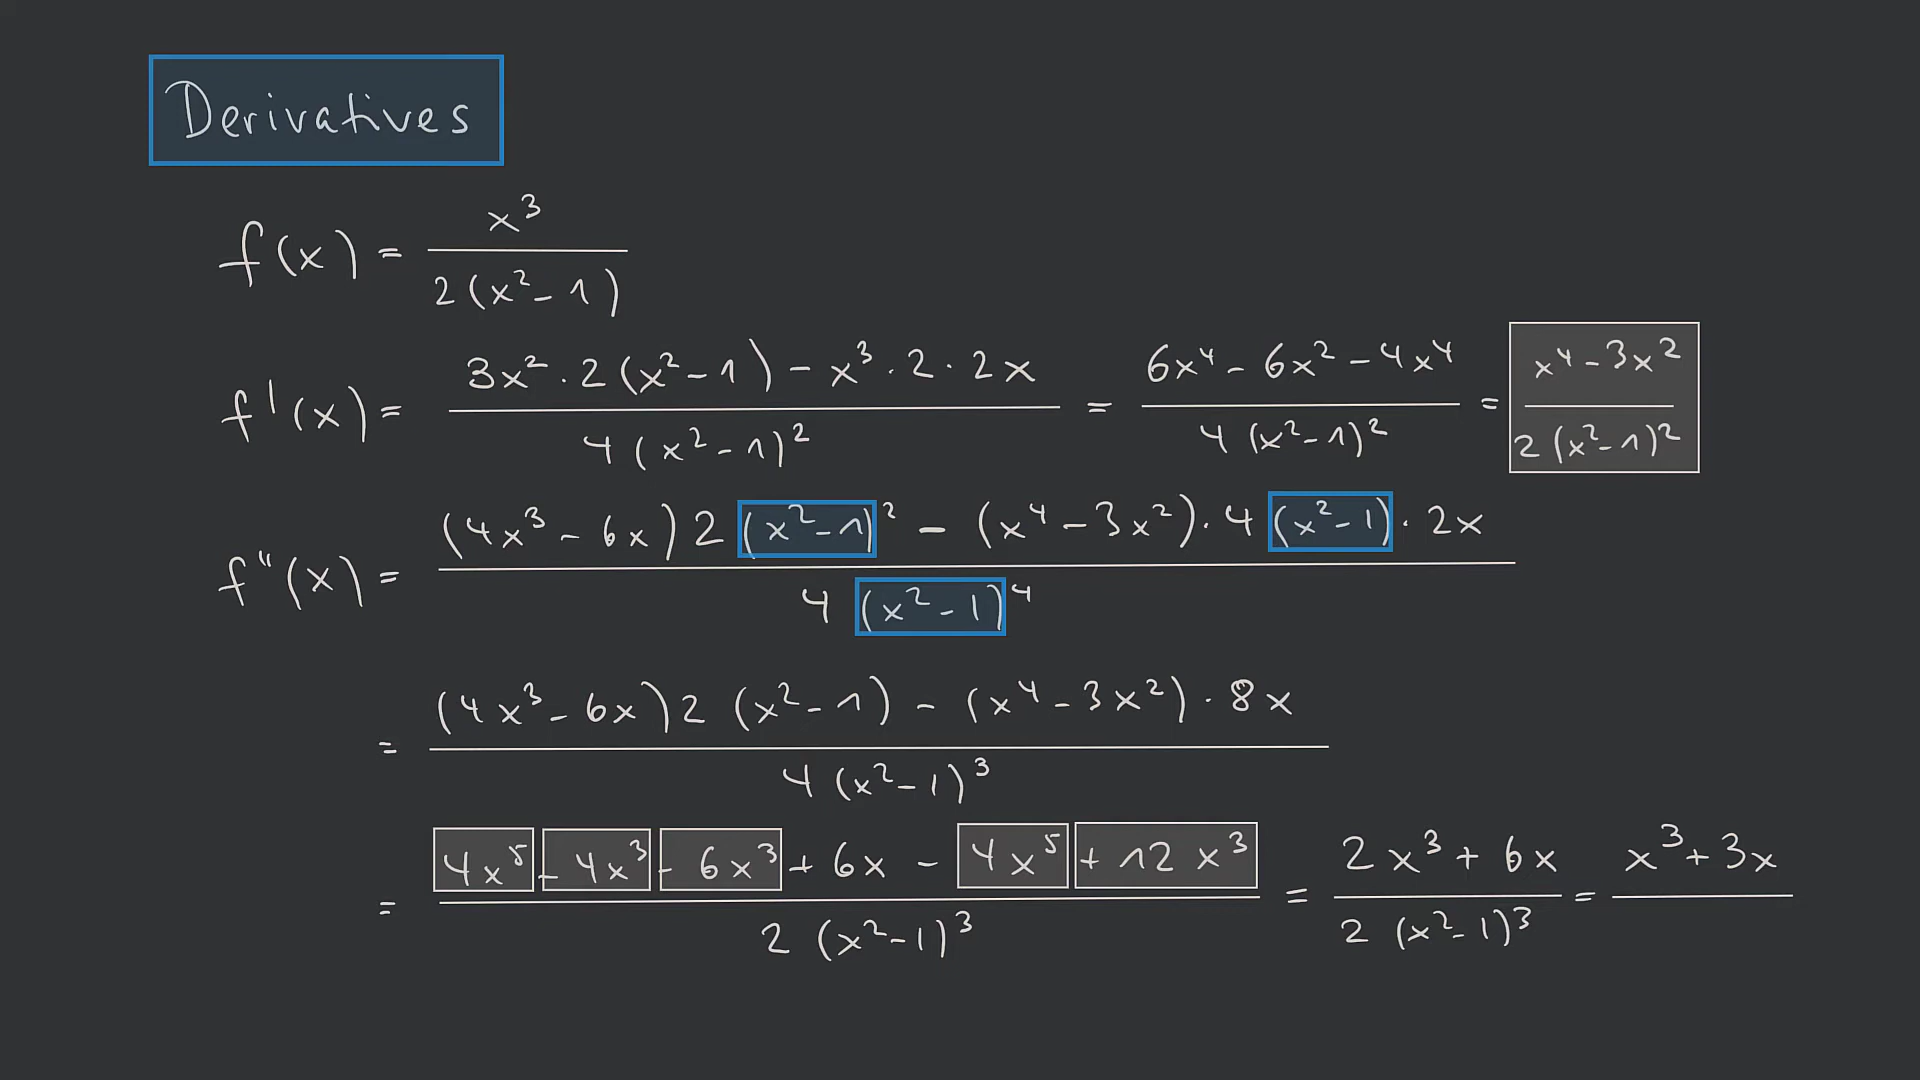 Derivatives
f(x) = x³ / 2(x² - 1)
f'(x) = 3x² · 2(x² - 1) - x³ · 2 · 2x / 4(x² - 1)² = 6x⁴ - 6x² - 4x⁴ / 4(x² - 1)² = x⁴ - 3x² / 2(x² - 1)²
f"(x) = (4x³ - 6x) 2 (x² - 1)² - (x⁴ - 3x²) · 4 (x² - 1) · 2x / 4 (x² - 1)⁴
= (4x³ - 6x) 2 (x² - 1) - (x⁴ - 3x²) · 8x / 4 (x² - 1)³
= 4x⁵ - 4x³ - 6x³ + 6x - 4x⁵ + 12x³ / 2 (x² - 1)³ = 2x³ + 6x / 2 (x² - 1)³ = x³ + 3x /